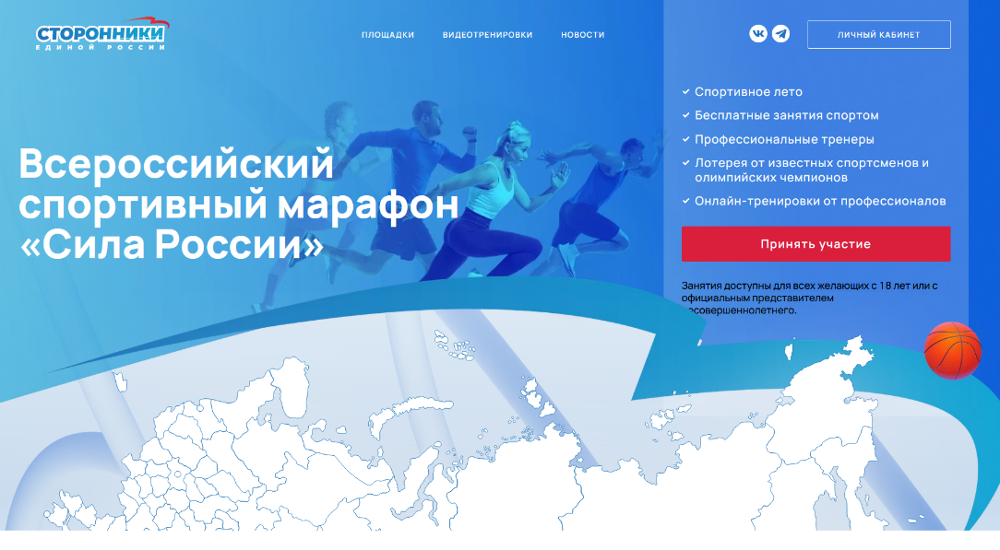 СТОРОННИКИ
ЕДИНОЙ РОССИИ
ПЛОЩАДКИ
ВИДЕОТРЕНИРОВКИ
НОВОСТИ
ЛИЧНЫЙ КАБИНЕТ
Всероссийский
спортивный марафон
«Сила России»
Спортивное лето
Бесплатные занятия спортом
Профессиональные тренеры
Лотерея от известных спортсменов и
олимпийских чемпионов
Онлайн-тренировки от профессионалов
Принять участие
Занятия доступны для всех желающих с 18 лет или с
официальным представителем
несовершеннолетнего.